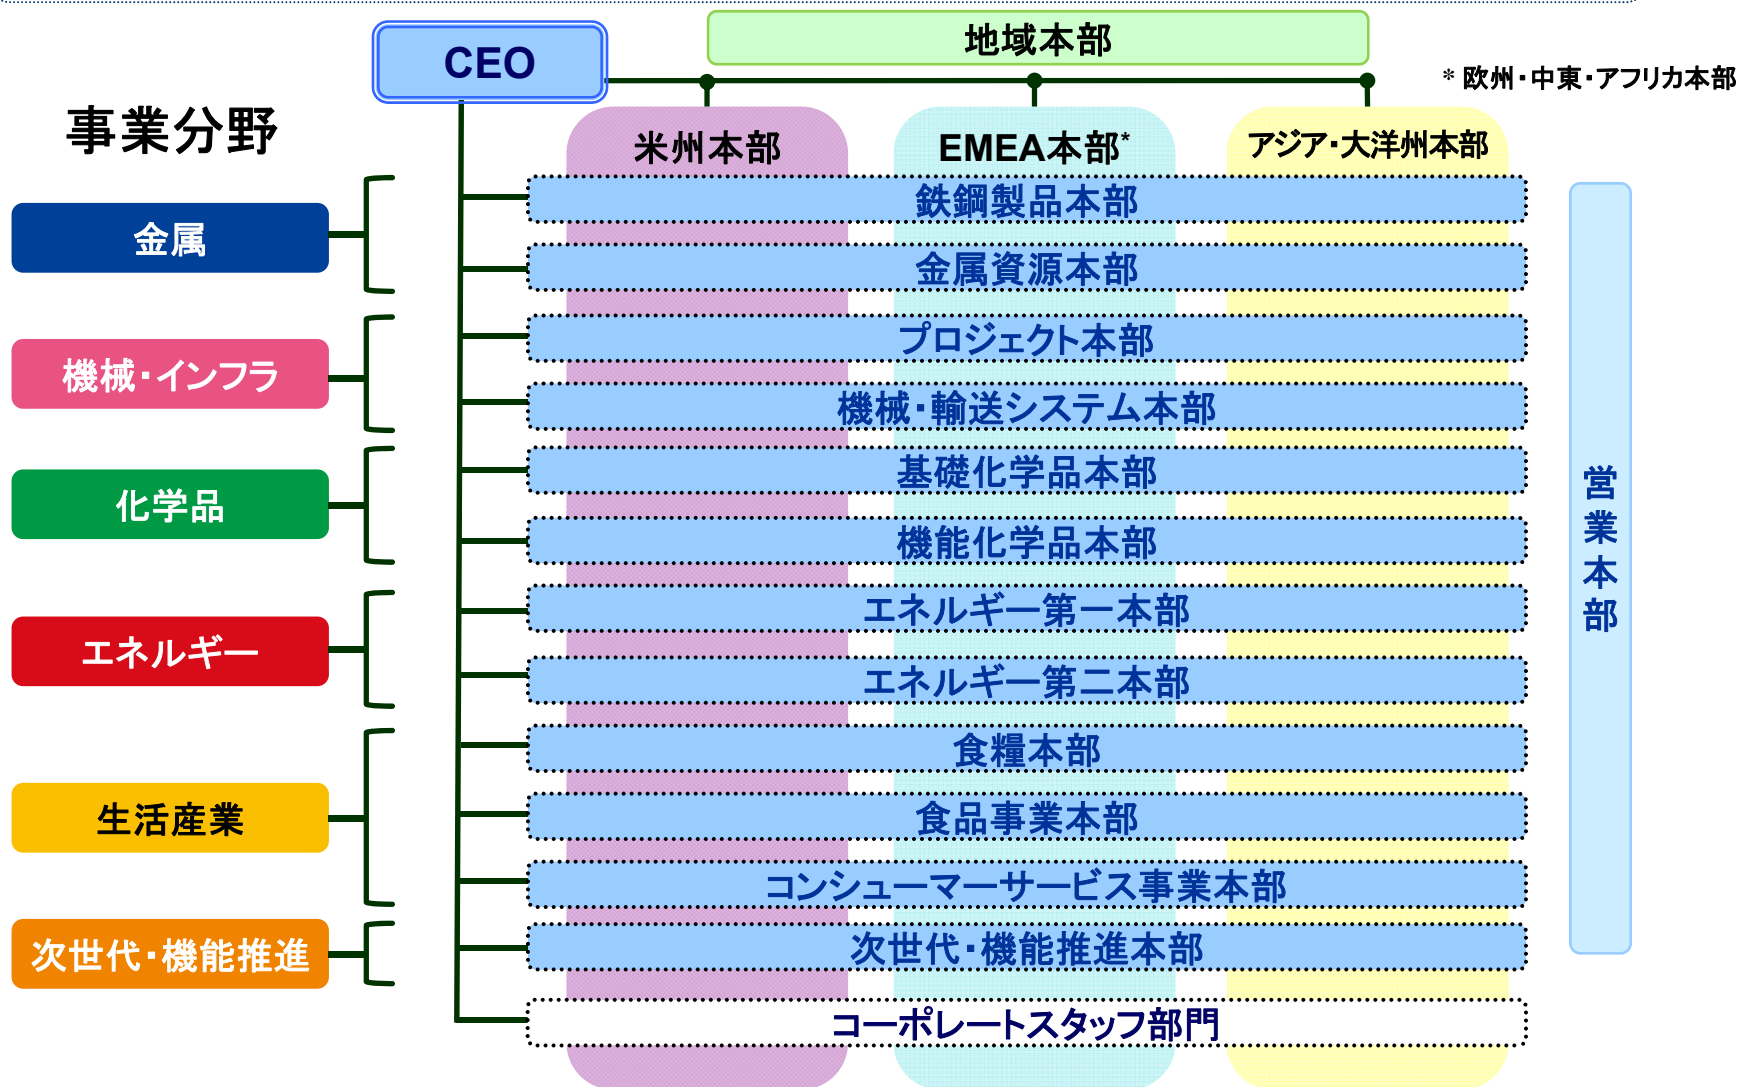 CEO
地域本部
* 欧州・中東・アフリカ本部
事業分野
米州本部
EMEA本部*
アジア・大洋州本部
金属
鉄鋼製品本部
金属資源本部
機械・インフラ
プロジェクト本部
機械・輸送システム本部
化学品
基礎化学品本部
機能化学品本部
エネルギー
エネルギー第一本部
エネルギー第二本部
生活産業
食糧本部
食品事業本部
コンシューマーサービス事業本部
次世代・機能推進
次世代・機能推進本部
コーポレートスタッフ部門
営業本部